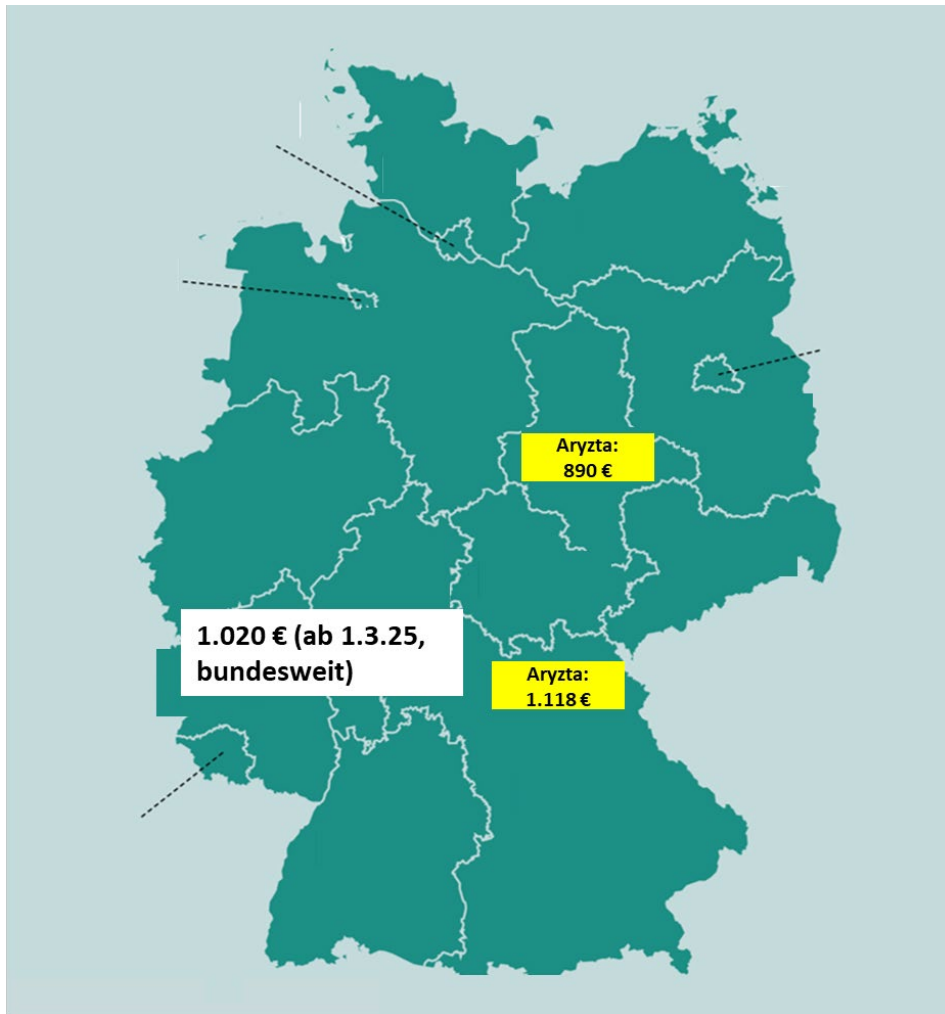 Aryzta:
890 €
1.020 € (ab 1.3.25,
bundesweit)
Aryzta:
1.118 €